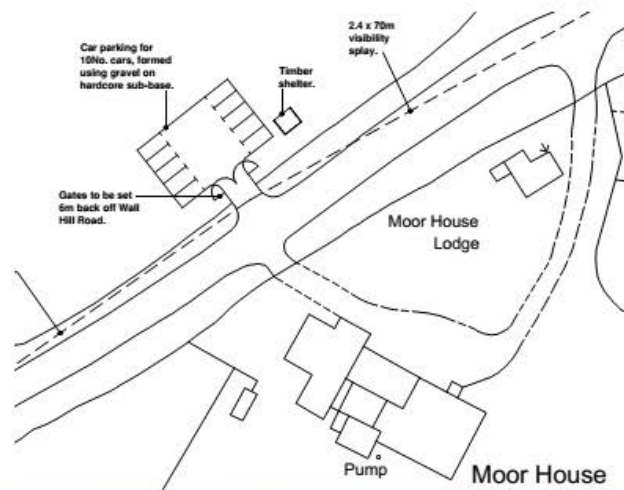 Car parking for
10No. cars, formed
using gravel on
hardcore sub-base.
Timber
shelter.
2.4 x 70m
visibility
splay.
Gates to be set
6m back off Wall
Hill Road.
Moor House
Lodge
Pump
Moor House